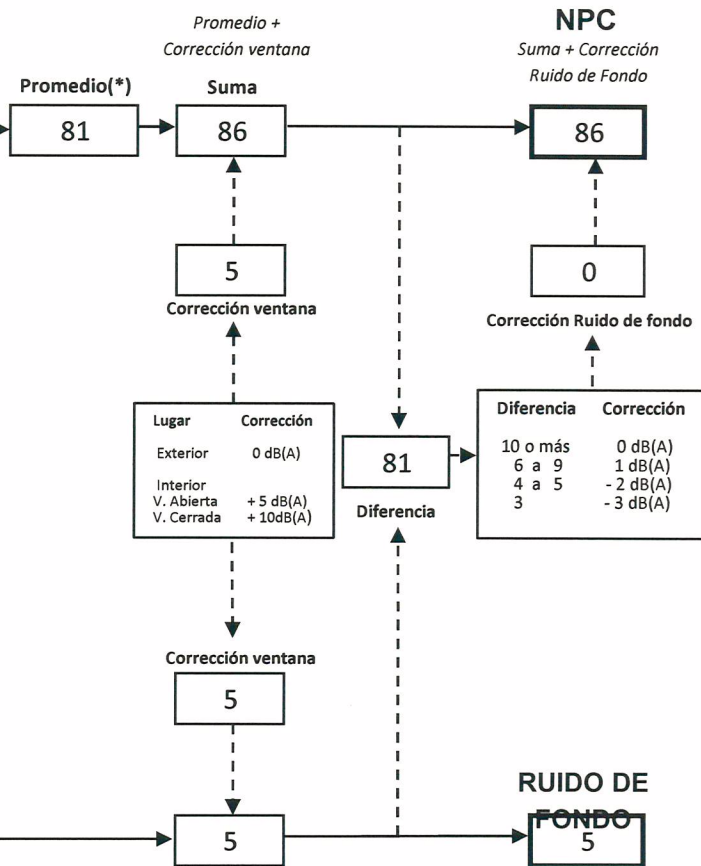 Promedio +
Corrección ventana
NPC
Suma + Corrección
Ruido de Fondo
Promedio(*)
Suma
81
86
86
5
0
Corrección ventana
Corrección Ruido de fondo
Lugar Corrección
Exterior 0 dB(A)
Interior
V. Abierta + 5 dB(A)
V. Cerrada + 10dB(A)
81
Diferencia
Diferencia Corrección
10 o más 0 dB(A)
6 a 9 1 dB(A)
4 a 5 - 2 dB(A)
3 - 3 dB(A)
Corrección ventana
5
RUIDO DE
FONDO
5
5